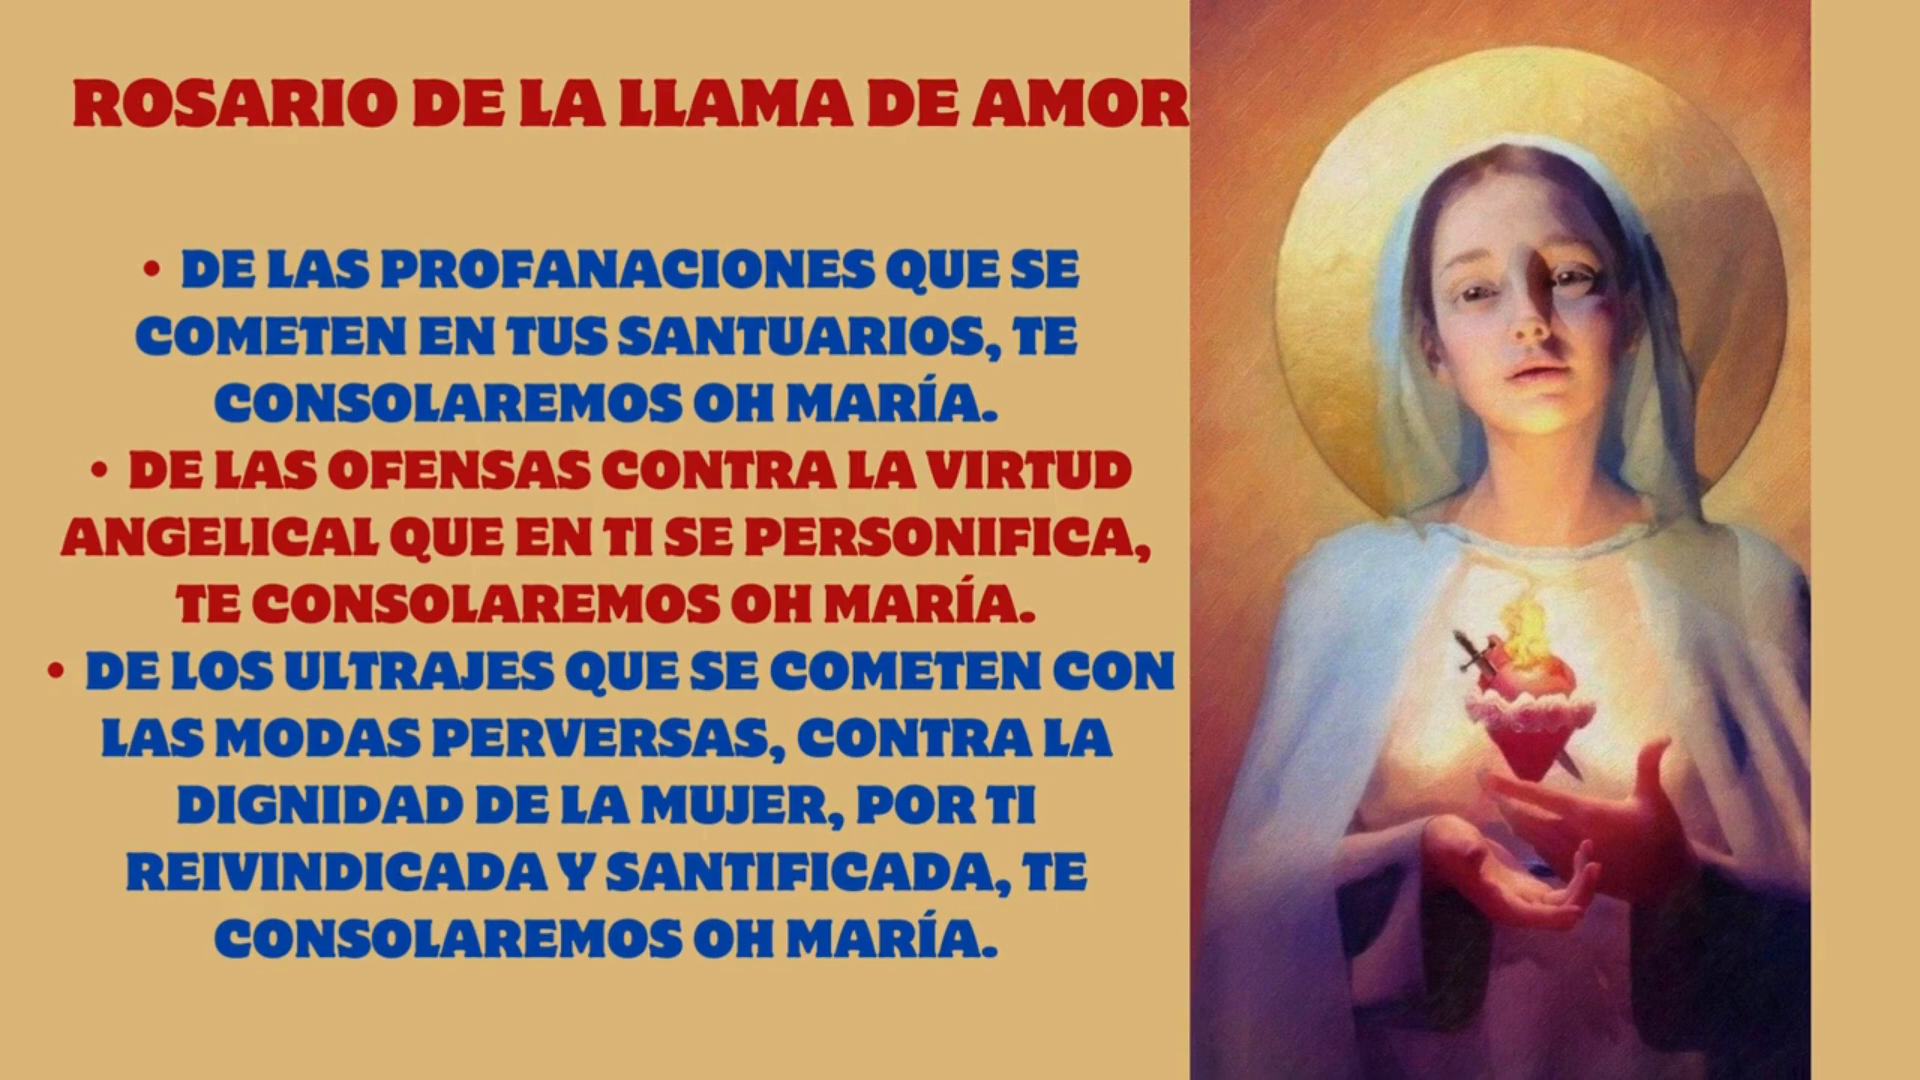 ROSARIO DE LA LLAMA DE AMOR
• DE LAS PROFANACIONES QUE SE
COMETEN EN TUS SANTUARIOS, TE
CONSOLAREMOS OH MARÍA.
• DE LAS OFENSAS CONTRA LA VIRTUD
ANGELICAL QUE EN TI SE PERSONIFICA,
TE CONSOLAREMOS OH MARÍA.
• DE LOS ULTRAJES QUE SE COMETEN CON
LAS MODAS PERVERSAS, CONTRA LA
DIGNIDAD DE LA MUJER, POR TI
REIVINDICADA Y SANTIFICADA, TE
CONSOLAREMOS OH MARÍA.